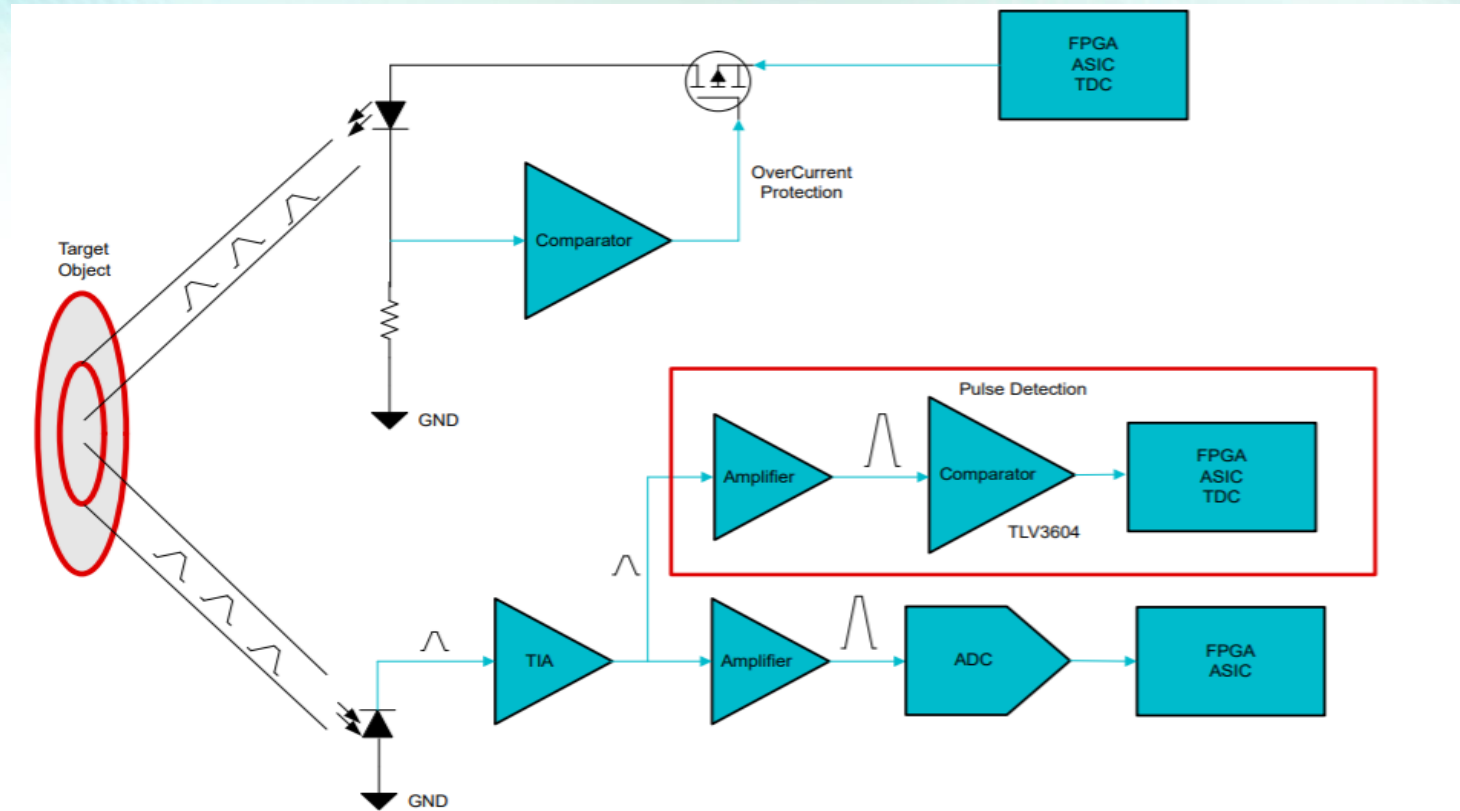 FPGA
ASIC
TDC
OverCurrent
Protection
Comparator
Target
Object
GND
Pulse Detection
Amplifier
Comparator
FPGA
ASIC
TDC
TLV3604
TIA
Amplifier
ADC
FPGA
ASIC
GND